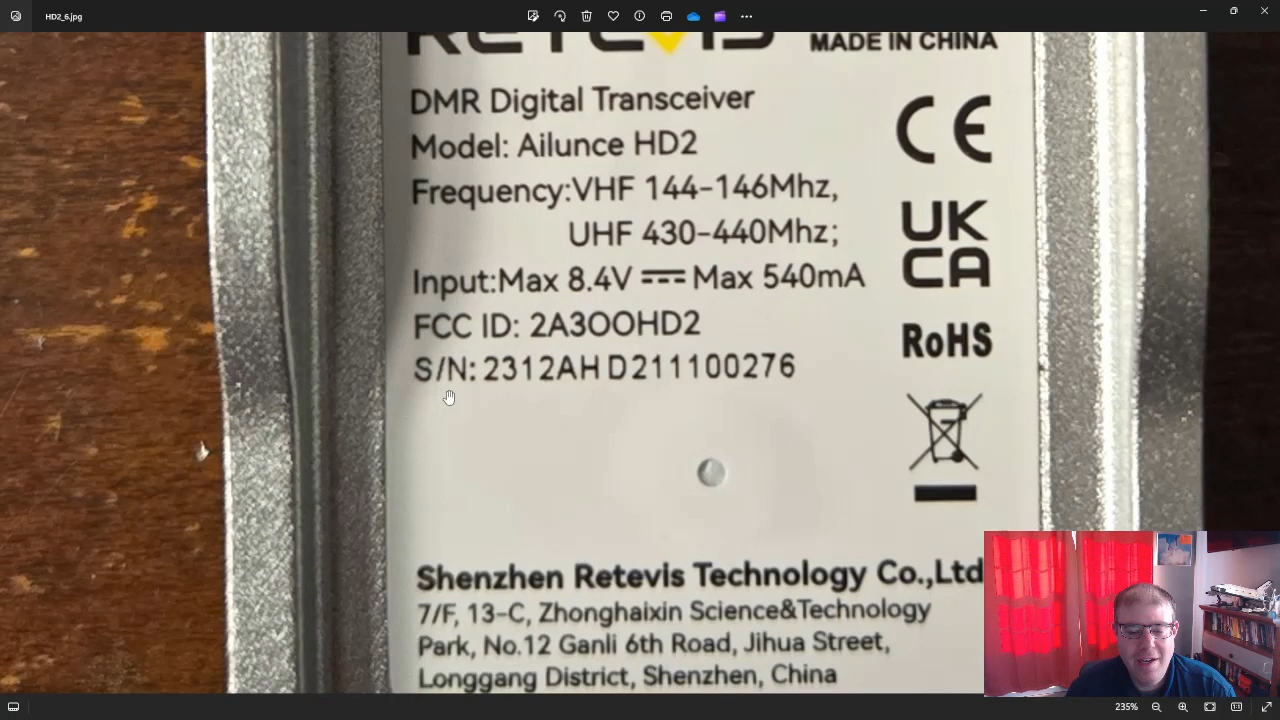 HD2_6.jpg
RETEVIS
MADE IN CHINA
DMR Digital Transceiver
Model: Ailunce HD2
Frequency:VHF 144-146Mhz,
UHF 430-440Mhz;
Input:Max 8.4V Max 540mA
FCC ID: 2A3OOHD2
S/N: 2312AH D211100276
CE
UK
CA
RoHS
Shenzhen Retevis Technology Co.,Ltd
7/F, 13-C, Zhonghaixin Science&Technology
Park, No.12 Ganli 6th Road, Jihua Street,
Longgang District, Shenzhen, China
235%